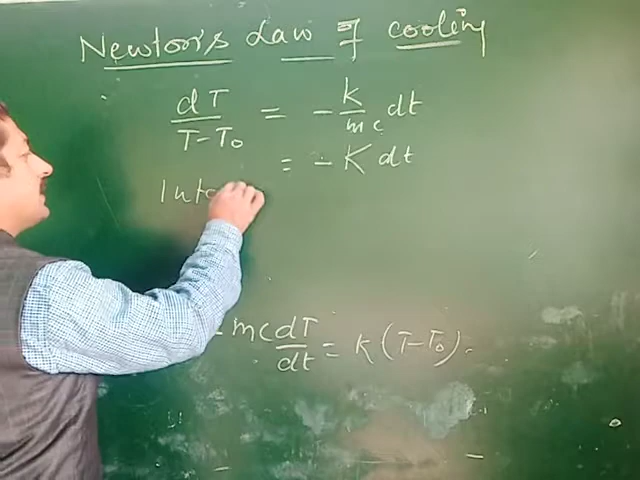 Newton's Law of cooling
dT/T-T₀ = -k/mc dt
= -K dt
Inte
-mc dT/dt = K(T-T₀).